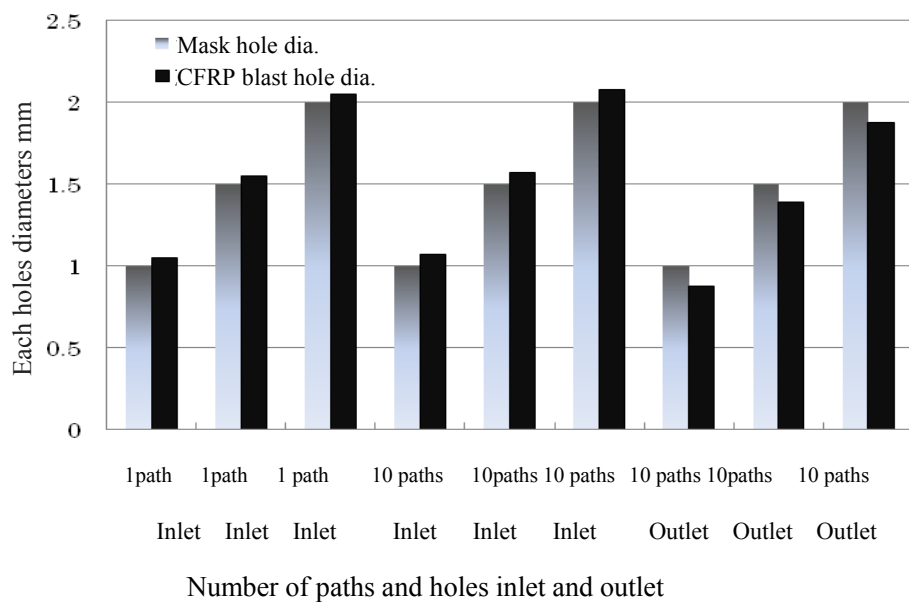 2.5
Mask hole dia.
CFRP blast hole dia.
2
1.5
1
0.5
0
Each holes diameters mm
1path 1path 1 path 10 paths 10paths 10 paths 10 paths 10paths 10 paths
Inlet Inlet Inlet Inlet Inlet Inlet Outlet Outlet Outlet
Number of paths and holes inlet and outlet